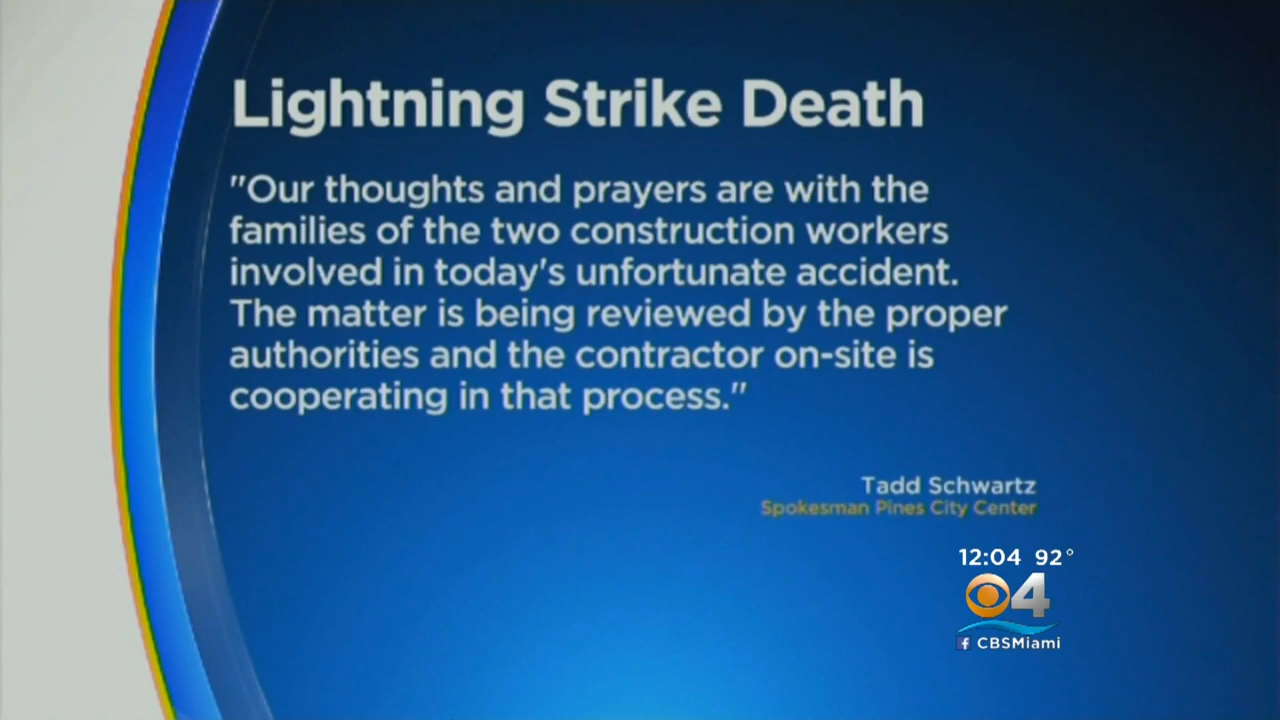 Lightning Strike Death
"Our thoughts and prayers are with the
families of the two construction workers
involved in today's unfortunate accident.
The matter is being reviewed by the proper
authorities and the contractor on-site is
cooperating in that process."
Tadd Schwartz
Spokesman Pines City Center
12:04 92°
4
f CBSMiami